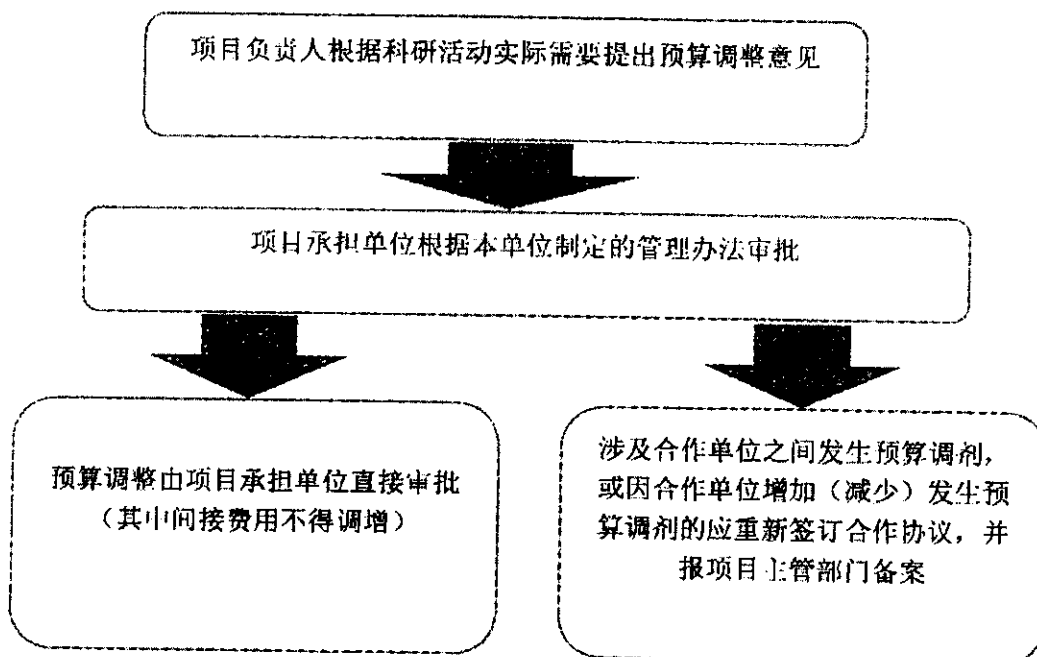 项目负责人根据科研活动实际需要提出预算调整意见
项目承担单位根据本单位制定的管理办法审批
预算调整由项目承担单位直接审批
（其中间接费用不得调增）
涉及合作单位之间发生预算调剂，
或因合作单位增加（减少）发生预
算调剂的应重新签订合作协议，并
报项目主管部门备案